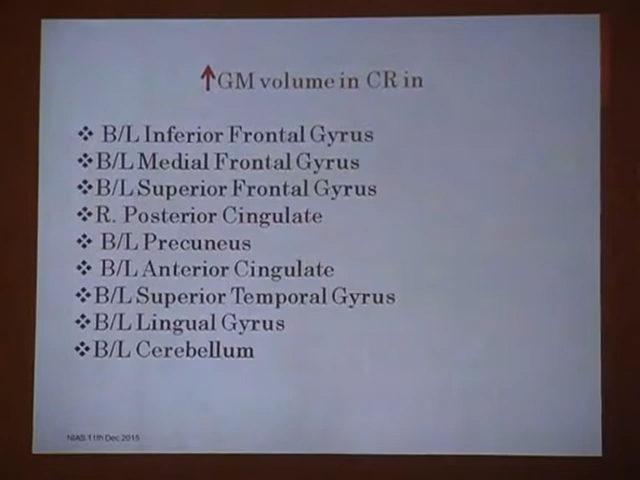 ↑GM volume in CR in
❖ B/L Inferior Frontal Gyrus
❖B/L Medial Frontal Gyrus
❖B/L Superior Frontal Gyrus
❖R. Posterior Cingulate
❖ B/L Precuneus
❖ B/L Anterior Cingulate
❖B/L Superior Temporal Gyrus
❖B/L Lingual Gyrus
❖B/L Cerebellum
NIAS 11th Dec 2015